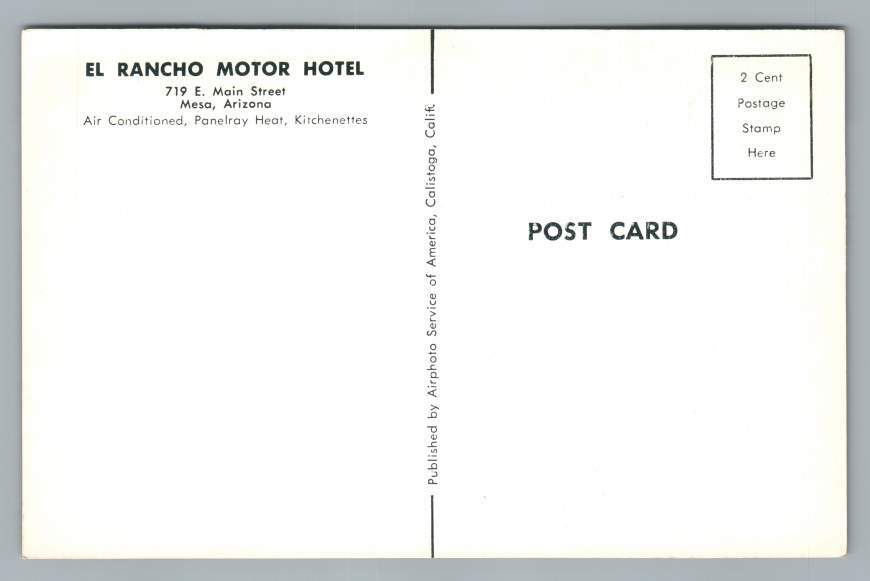 EL RANCHO MOTOR HOTEL
719 E. Main Street
Mesa, Arizona
Air Conditioned, Panelray Heat, Kitchenettes
Published by Airphoto Service of America, Calistoga, Calif.
2 Cent
Postage
Stamp
Here
POST CARD